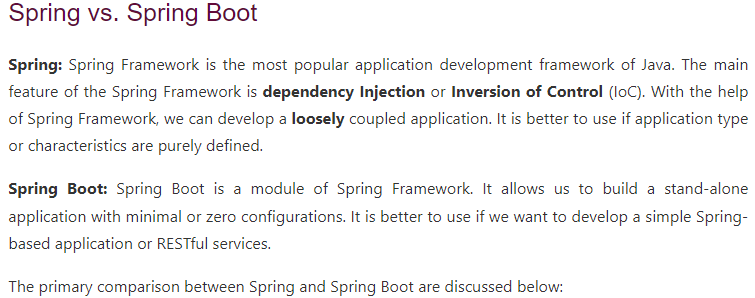 Spring vs. Spring Boot
Spring: Spring Framework is the most popular application development framework of Java. The main
feature of the Spring Framework is dependency Injection or Inversion of Control (IoC). With the help
of Spring Framework, we can develop a loosely coupled application. It is better to use if application type
or characteristics are purely defined.
Spring Boot: Spring Boot is a module of Spring Framework. It allows us to build a stand-alone
application with minimal or zero configurations. It is better to use if we want to develop a simple Spring-
based application or RESTful services.
The primary comparison between Spring and Spring Boot are discussed below: